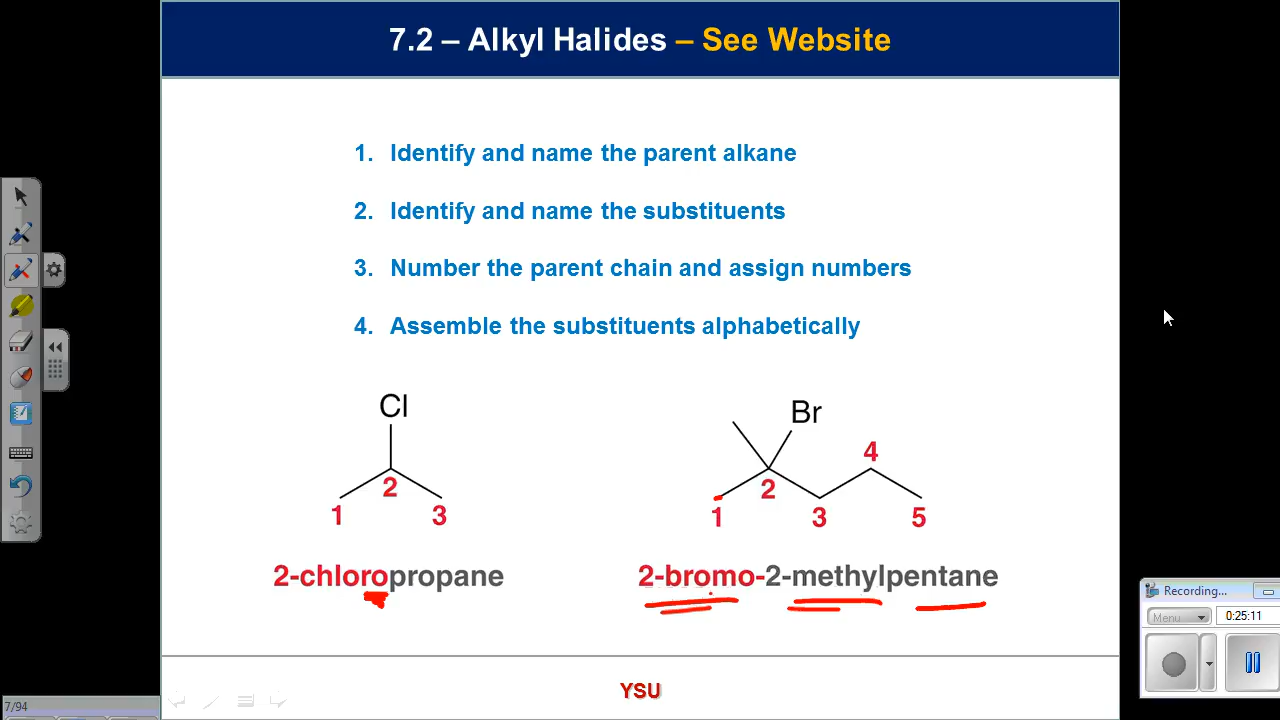 7.2 – Alkyl Halides – See Website
1. Identify and name the parent alkane
2. Identify and name the substituents
3. Number the parent chain and assign numbers
4. Assemble the substituents alphabetically
Cl
2
1 3
2-chloropropane
Br
4
2
1 3 5
2-bromo-2-methylpentane
YSU
7/94
Recording...
Menu
0:25:11